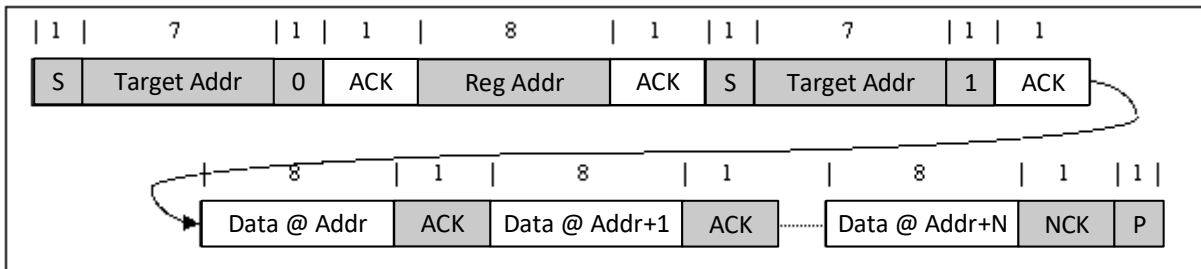 | 1 | 7 | 1 | 1 | 8 | 1 | 1 | 7 | 1 | 1
S Target Addr 0 ACK Reg Addr ACK S Target Addr 1 ACK
| 8 | 1 | 8 | 1 | 8 | 1 | 1 |
Data @ Addr ACK Data @ Addr+1 ACK Data @ Addr+N NCK P